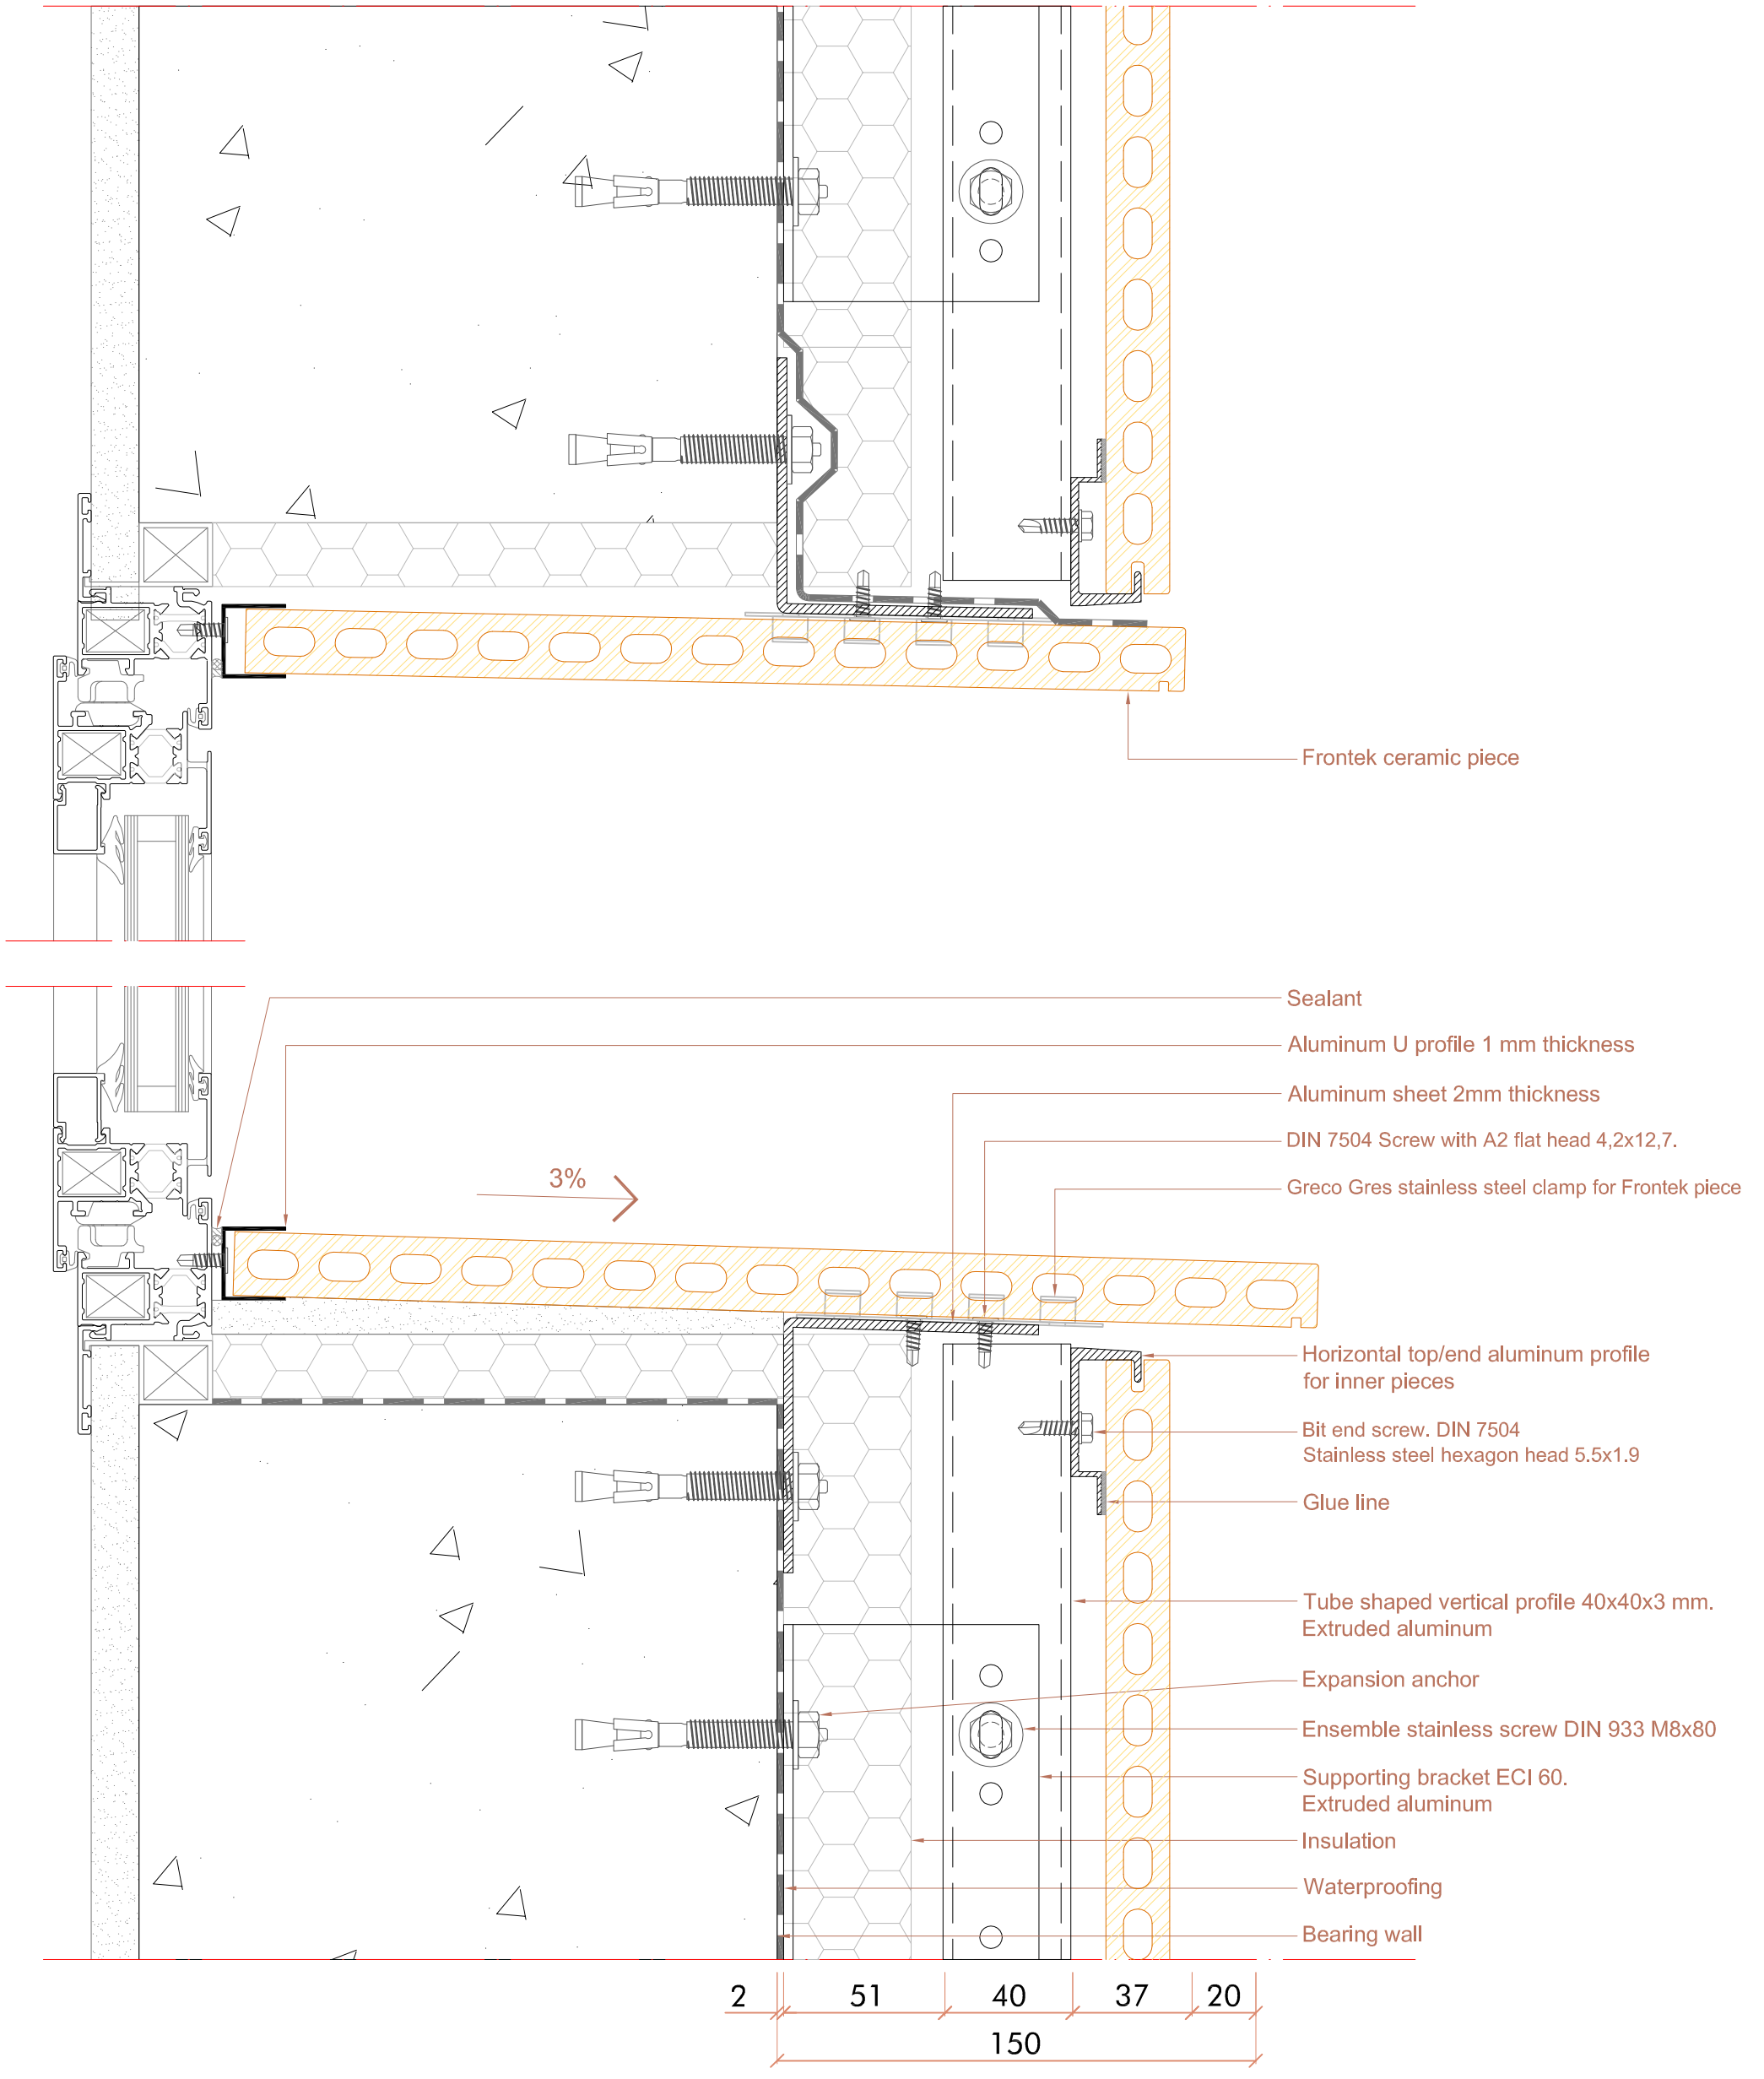 Frontek ceramic piece
Sealant
Aluminum U profile 1 mm thickness
Aluminum sheet 2mm thickness
DIN 7504 Screw with A2 flat head 4,2x12,7.
3%
Greco Gres stainless steel clamp for Frontek piece
Horizontal top/end aluminum profile
for inner pieces
Bit end screw. DIN 7504
Stainless steel hexagon head 5.5x1.9
Glue line
Tube shaped vertical profile 40x40x3 mm.
Extruded aluminum
Expansion anchor
Ensemble stainless screw DIN 933 M8x80
Supporting bracket ECI 60.
Extruded aluminum
Insulation
Waterproofing
Bearing wall
2 51 40 37 20
150